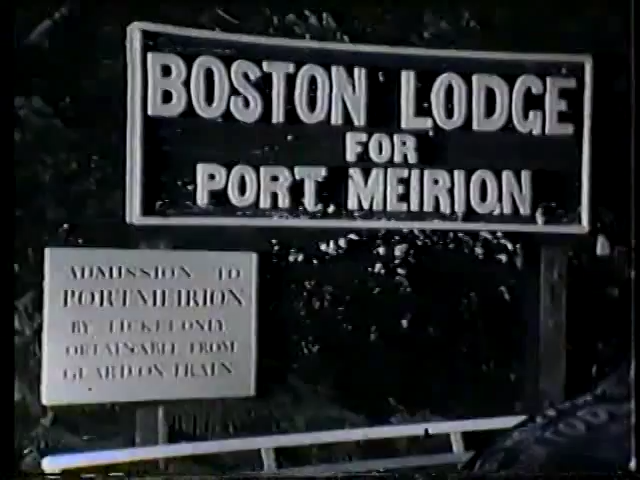 BOSTON LODGE
FOR
PORT MEIRION
ADMISSION TO
PORTMEIRION
BY TICKET ONLY
OBTAINABLE FROM
GUARD ON TRAIN